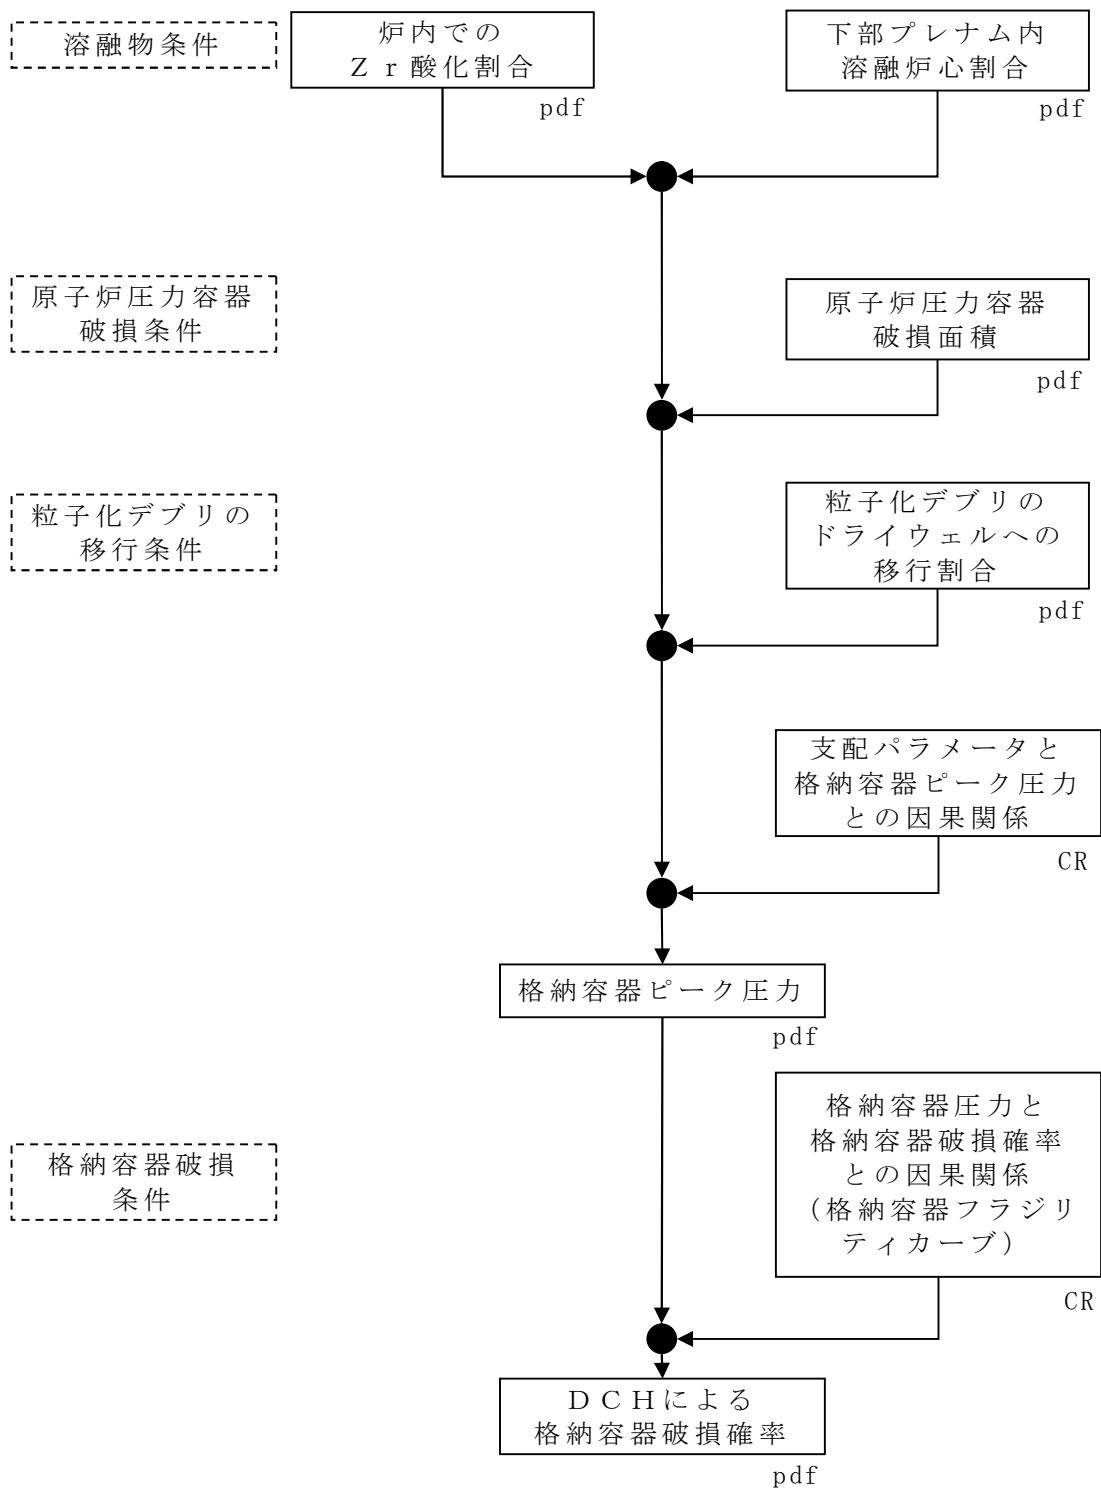 溶融物条件
炉内での
Ｚｒ酸化割合
pdf
下部プレナム内
溶融炉心割合
pdf
原子炉圧力容器
破損条件
原子炉圧力容器
破損面積
pdf
粒子化デブリの
移行条件
粒子化デブリの
ドライウェルへの
移行割合
pdf
支配パラメータと
格納容器ピーク圧力
との因果関係
CR
格納容器ピーク圧力
pdf
格納容器破損
条件
格納容器圧力と
格納容器破損確率
との因果関係
（格納容器フラジリ
ティカーブ）
CR
ＤＣＨによる
格納容器破損確率
pdf